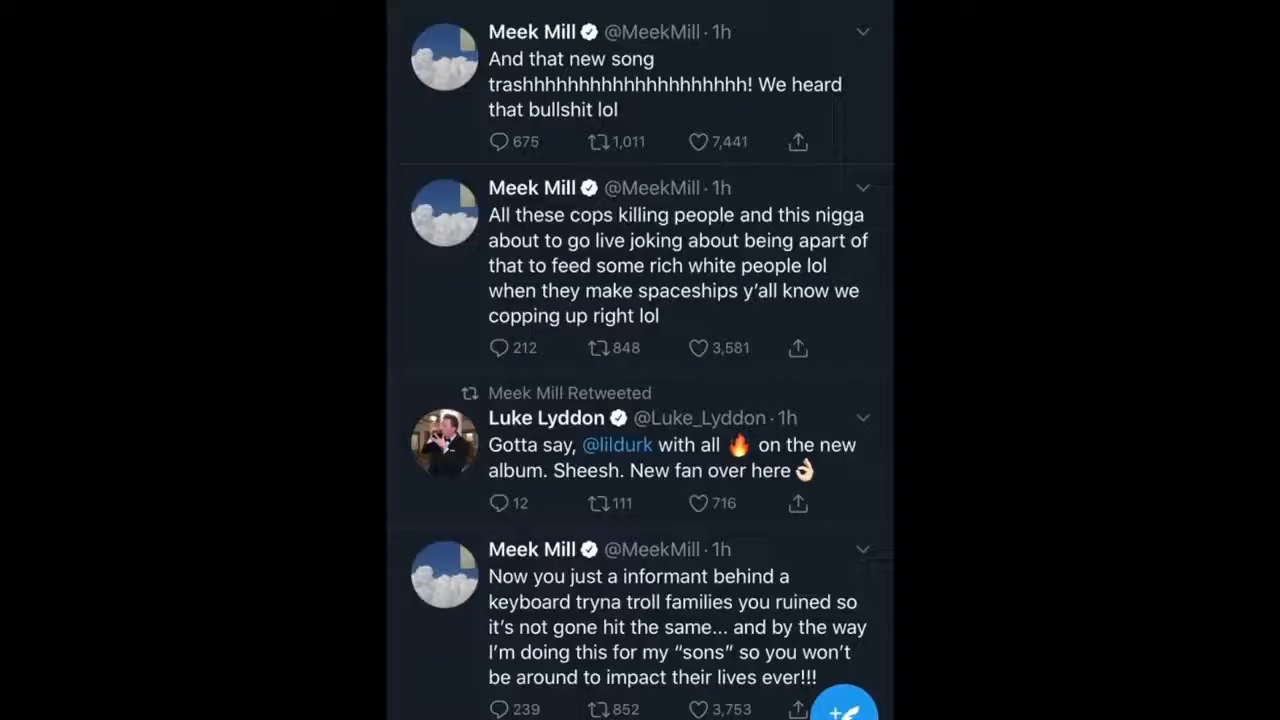 Meek Mill @MeekMill · 1h
And that new song
trashhhhhhhhhhhhhhhhhhhhh! We heard
that bullshit lol
675 1,011 7,441
Meek Mill @MeekMill · 1h
All these cops killing people and this nigga
about to go live joking about being apart of
that to feed some rich white people lol
when they make spaceships y’all know we
copping up right lol
212 848 3,581
Meek Mill Retweeted
Luke Lyddon @Luke_Lyddon · 1h
Gotta say, @lildurk with all 🔥 on the new
album. Sheesh. New fan over here👌🏻
12 111 716
Meek Mill @MeekMill · 1h
Now you just a informant behind a
keyboard tryna troll families you ruined so
it’s not gone hit the same... and by the way
I’m doing this for my “sons” so you won’t
be around to impact their lives ever!!!
239 852 3,753